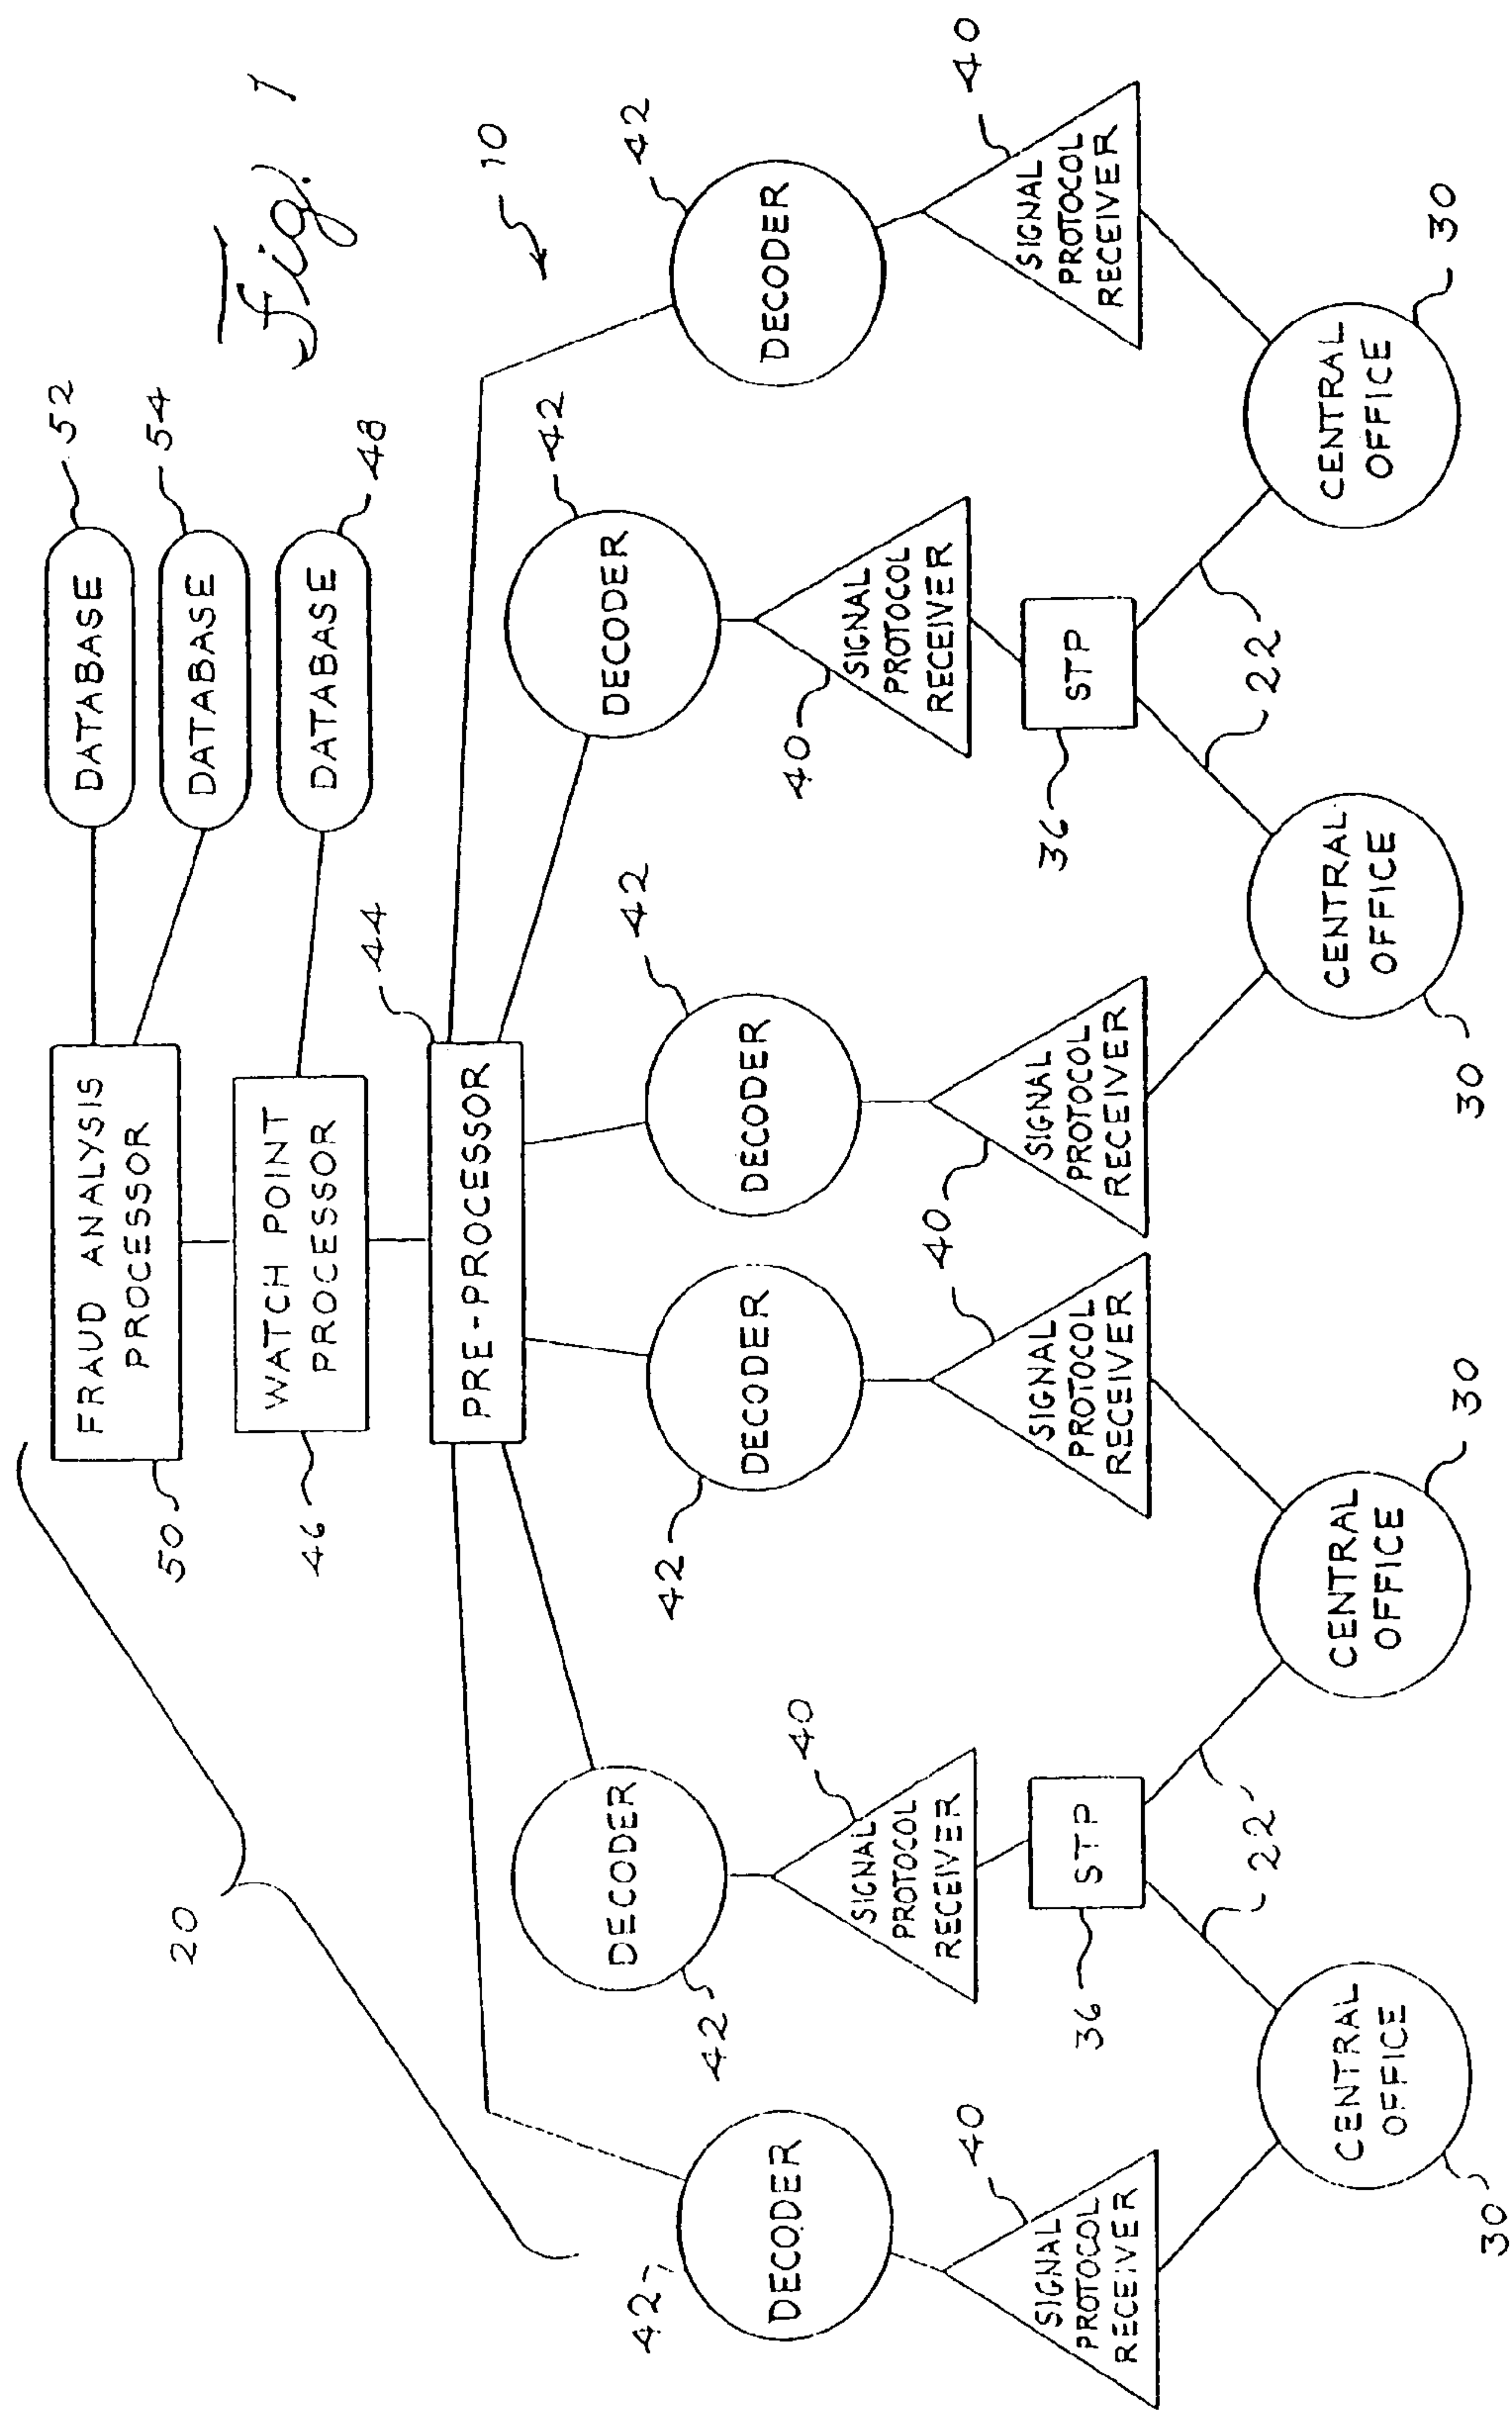 Fig. 1
FRAUD ANALYSIS
PROCESSOR
50
DATABASE
52
DATABASE
54
WATCH POINT
PROCESSOR
46
DATABASE
48
20
PRE-PROCESSOR
44
10
DECODER
42
DECODER
42
DECODER
42
DECODER
42
DECODER
42
DECODER
42
SIGNAL
PROTOCOL
RECEIVER
40
SIGNAL
PROTOCOL
RECEIVER
40
SIGNAL
PROTOCOL
RECEIVER
40
SIGNAL
PROTOCOL
RECEIVER
40
SIGNAL
PROTOCOL
RECEIVER
40
SIGNAL
PROTOCOL
RECEIVER
40
STP
36
STP
36
22
22
CENTRAL
OFFICE
30
CENTRAL
OFFICE
30
CENTRAL
OFFICE
30
CENTRAL
OFFICE
30